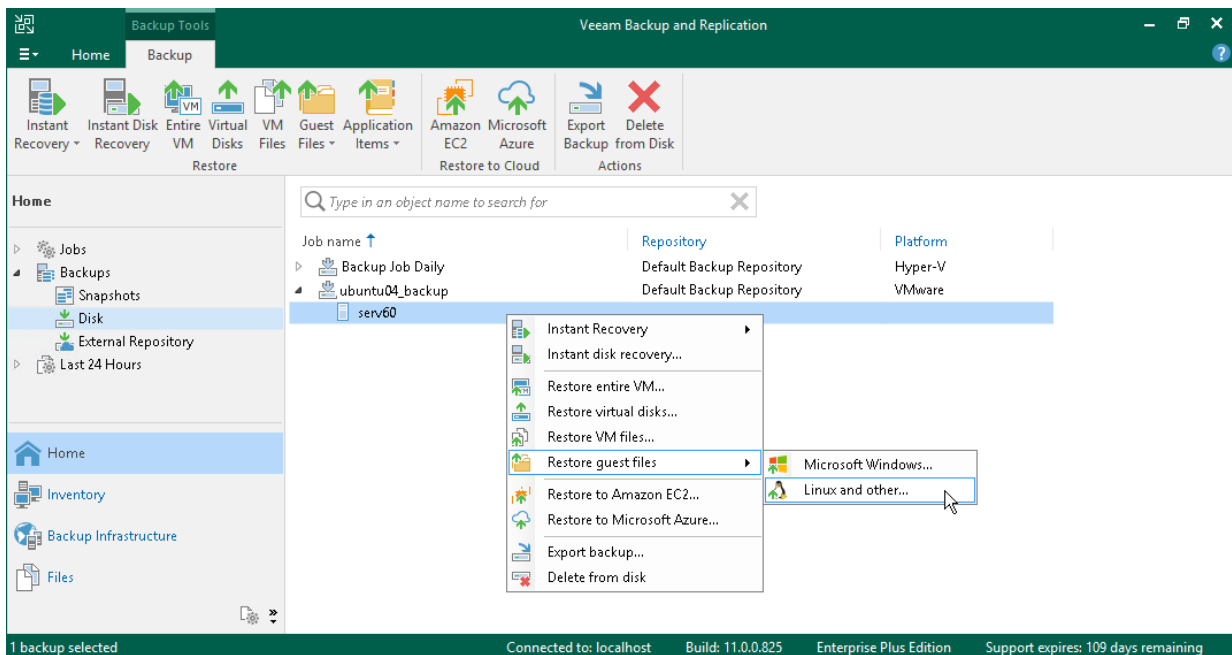 Backup Tools
Veeam Backup and Replication
Home
Backup
?
Instant Recovery
Instant Disk Recovery
Entire VM
Virtual Disks
VM Files
Guest Files
Application Items
Amazon EC2
Microsoft Azure
Export Backup
Delete from Disk
VM
Restore
Restore to Cloud
Actions
Home
Type in an object name to search for
Jobs
Backups
Snapshots
Disk
External Repository
Last 24 Hours
Job name
Repository
Platform
Backup Job Daily
Default Backup Repository
Hyper-V
ubuntu04_backup
Default Backup Repository
VMware
serv60
Instant Recovery
Instant disk recovery...
Restore entire VM...
Restore virtual disks...
Restore VM files...
Restore guest files
Microsoft Windows...
Linux and other...
Restore to Amazon EC2...
Restore to Microsoft Azure...
Export backup...
Delete from disk
Home
Inventory
Backup Infrastructure
Files
1 backup selected
Connected to: localhost
Build: 11.0.0.825
Enterprise Plus Edition
Support expires: 109 days remaining